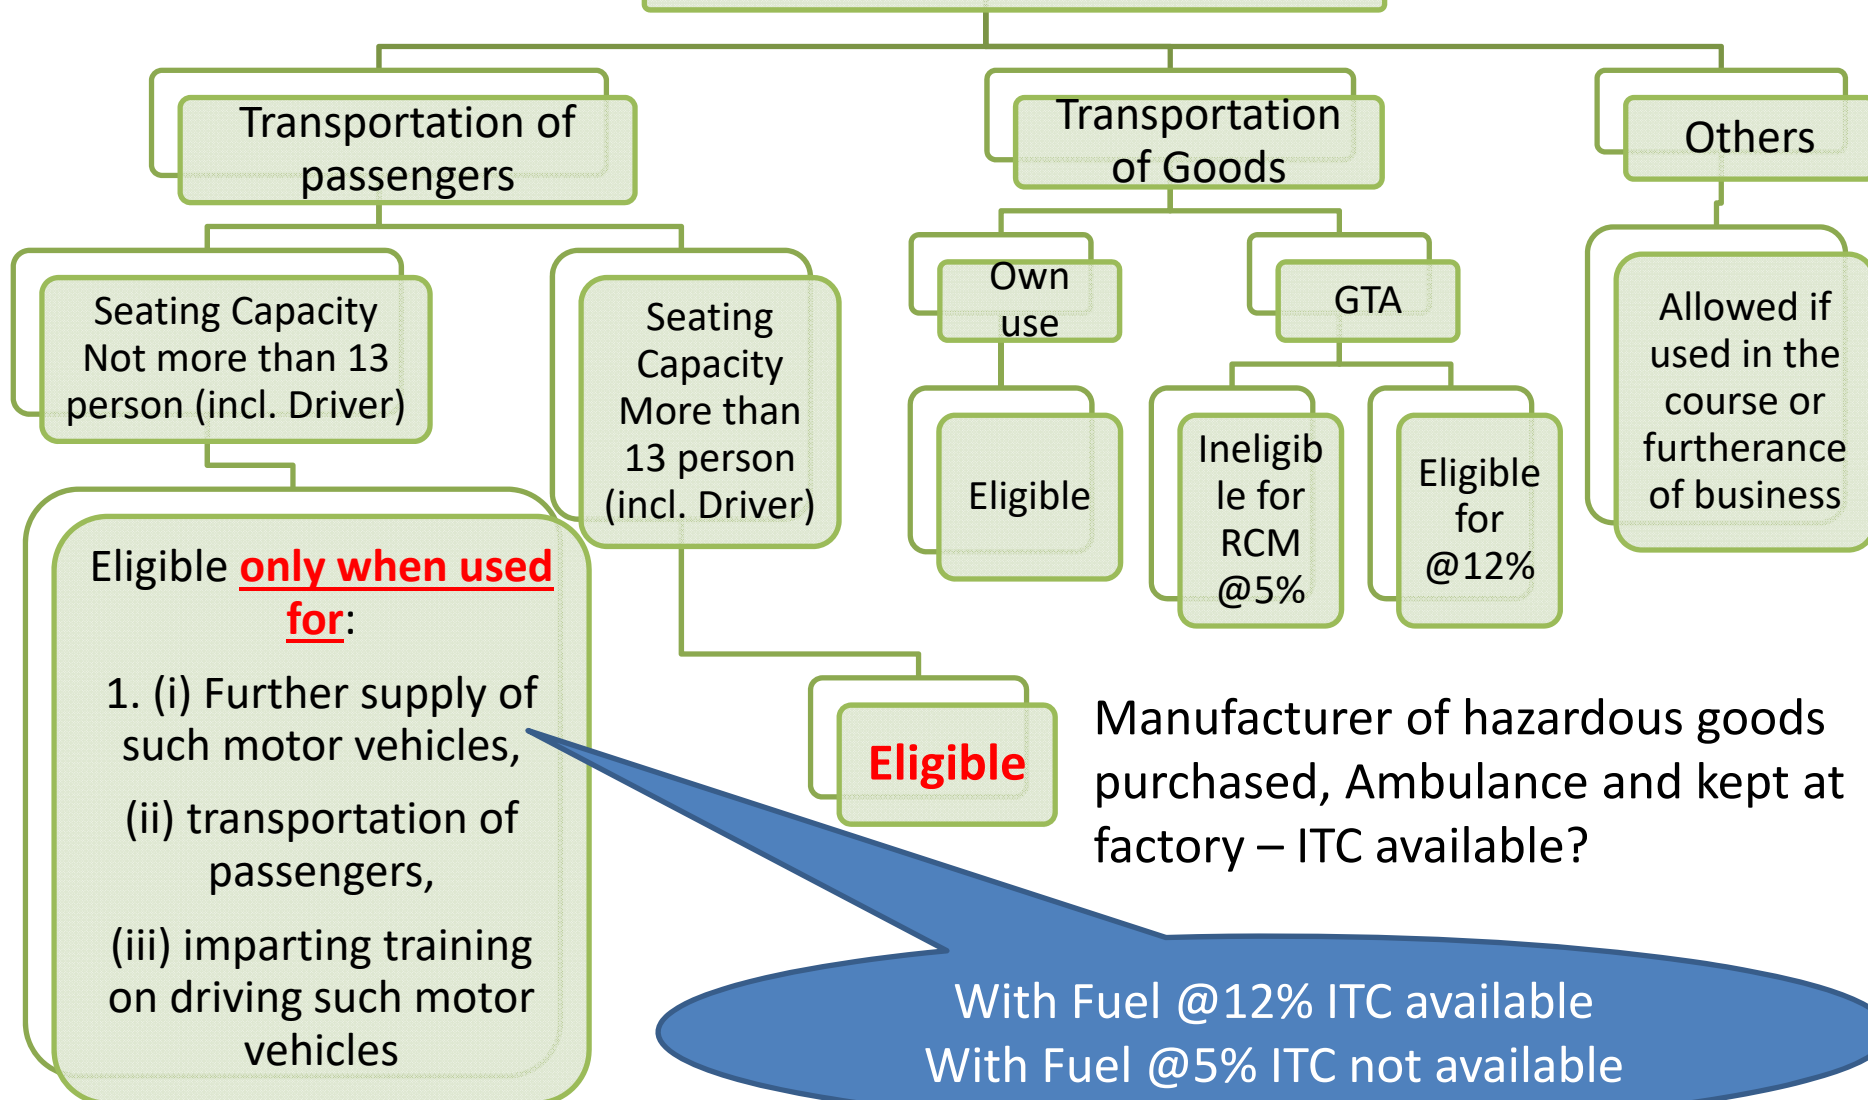 Transportation of
passengers
Transportation
of Goods
Others
Seating Capacity
Not more than 13
person (incl. Driver)
Seating
Capacity
More than
13 person
(incl. Driver)
Own
use
GTA
Allowed if
used in the
course or
furtherance
of business
Eligible
Ineligib
le for
RCM
@5%
Eligible
for
@12%
Eligible only when used
for:
1. (i) Further supply of
such motor vehicles,
(ii) transportation of
passengers,
(iii) imparting training
on driving such motor
vehicles
Eligible
Manufacturer of hazardous goods
purchased, Ambulance and kept at
factory – ITC available?
With Fuel @12% ITC available
With Fuel @5% ITC not available